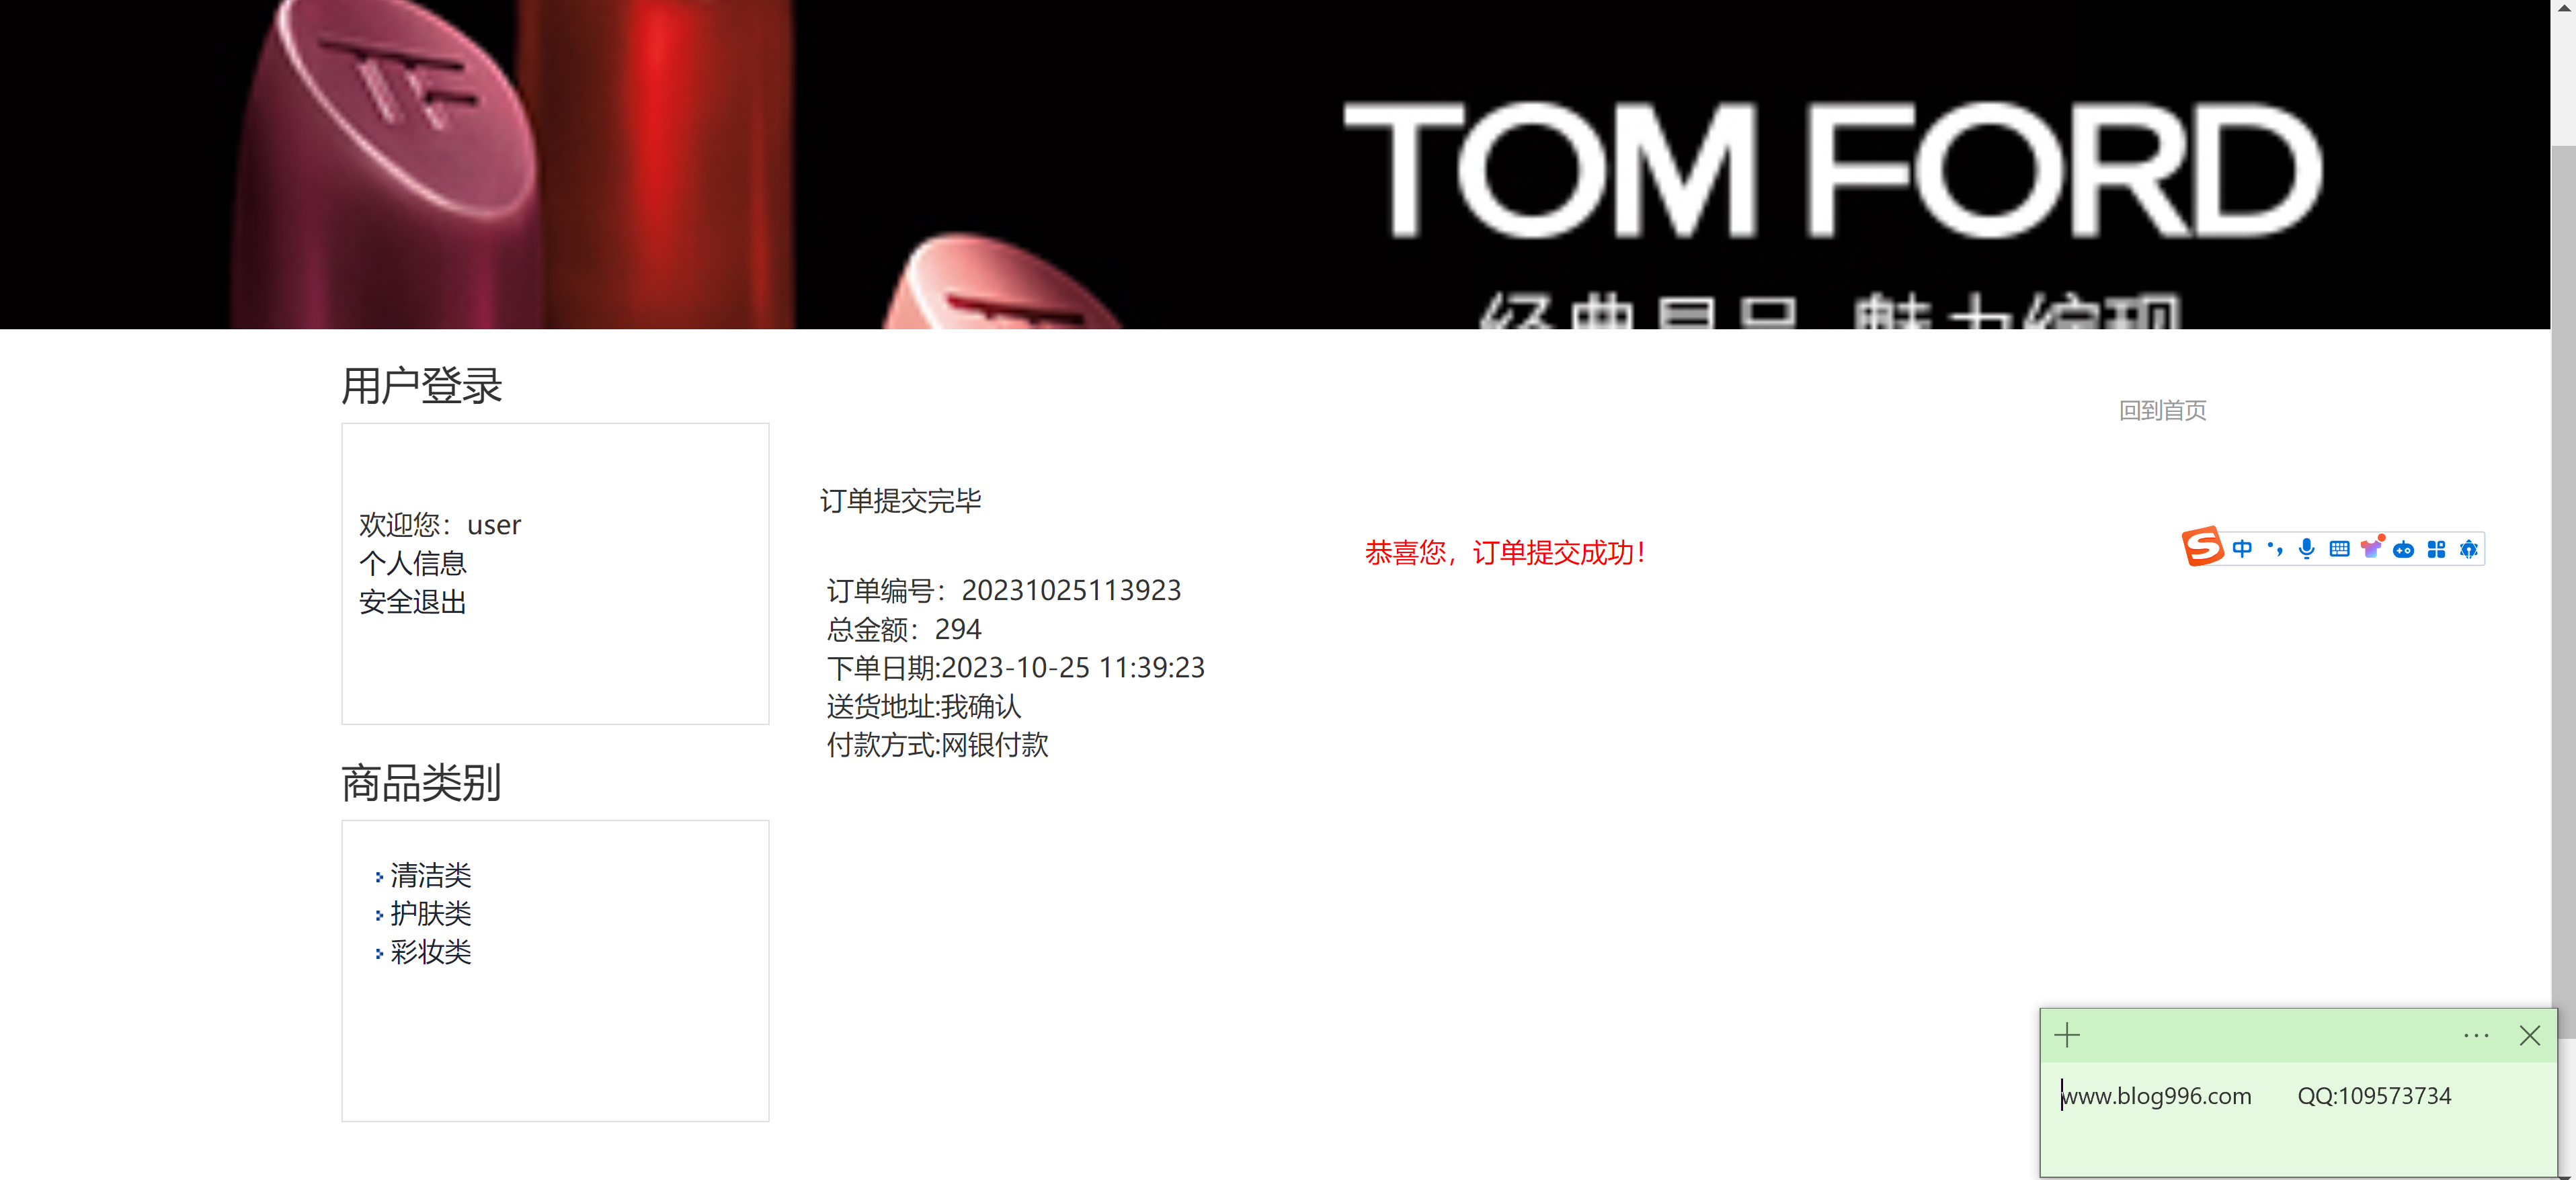 TF
TOM FORD
用户登录
回到首页
欢迎您：user
个人信息
安全退出
订单提交完毕
恭喜您，订单提交成功！
中
订单编号：20231025113923
总金额：294
下单日期:2023-10-25 11:39:23
送货地址:我确认
付款方式:网银付款
商品类别
清洁类
护肤类
彩妆类
www.blog996.com QQ:109573734